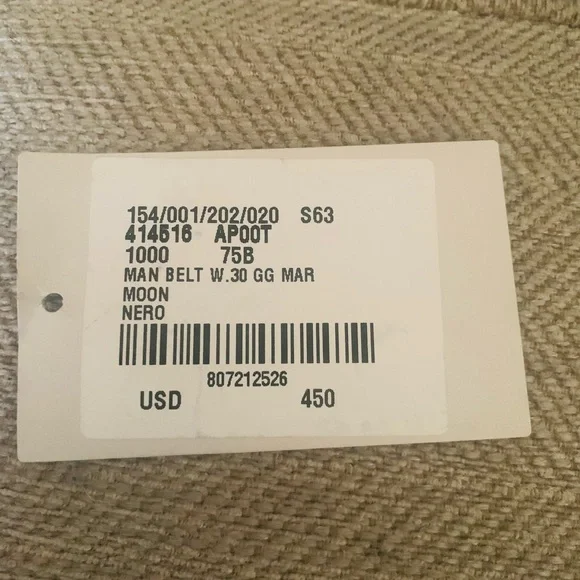 154/001/202/020 S63
414516 AP00T
1000 75B
MAN BELT W.30 GG MAR
MOON
NERO
807212526
USD 450